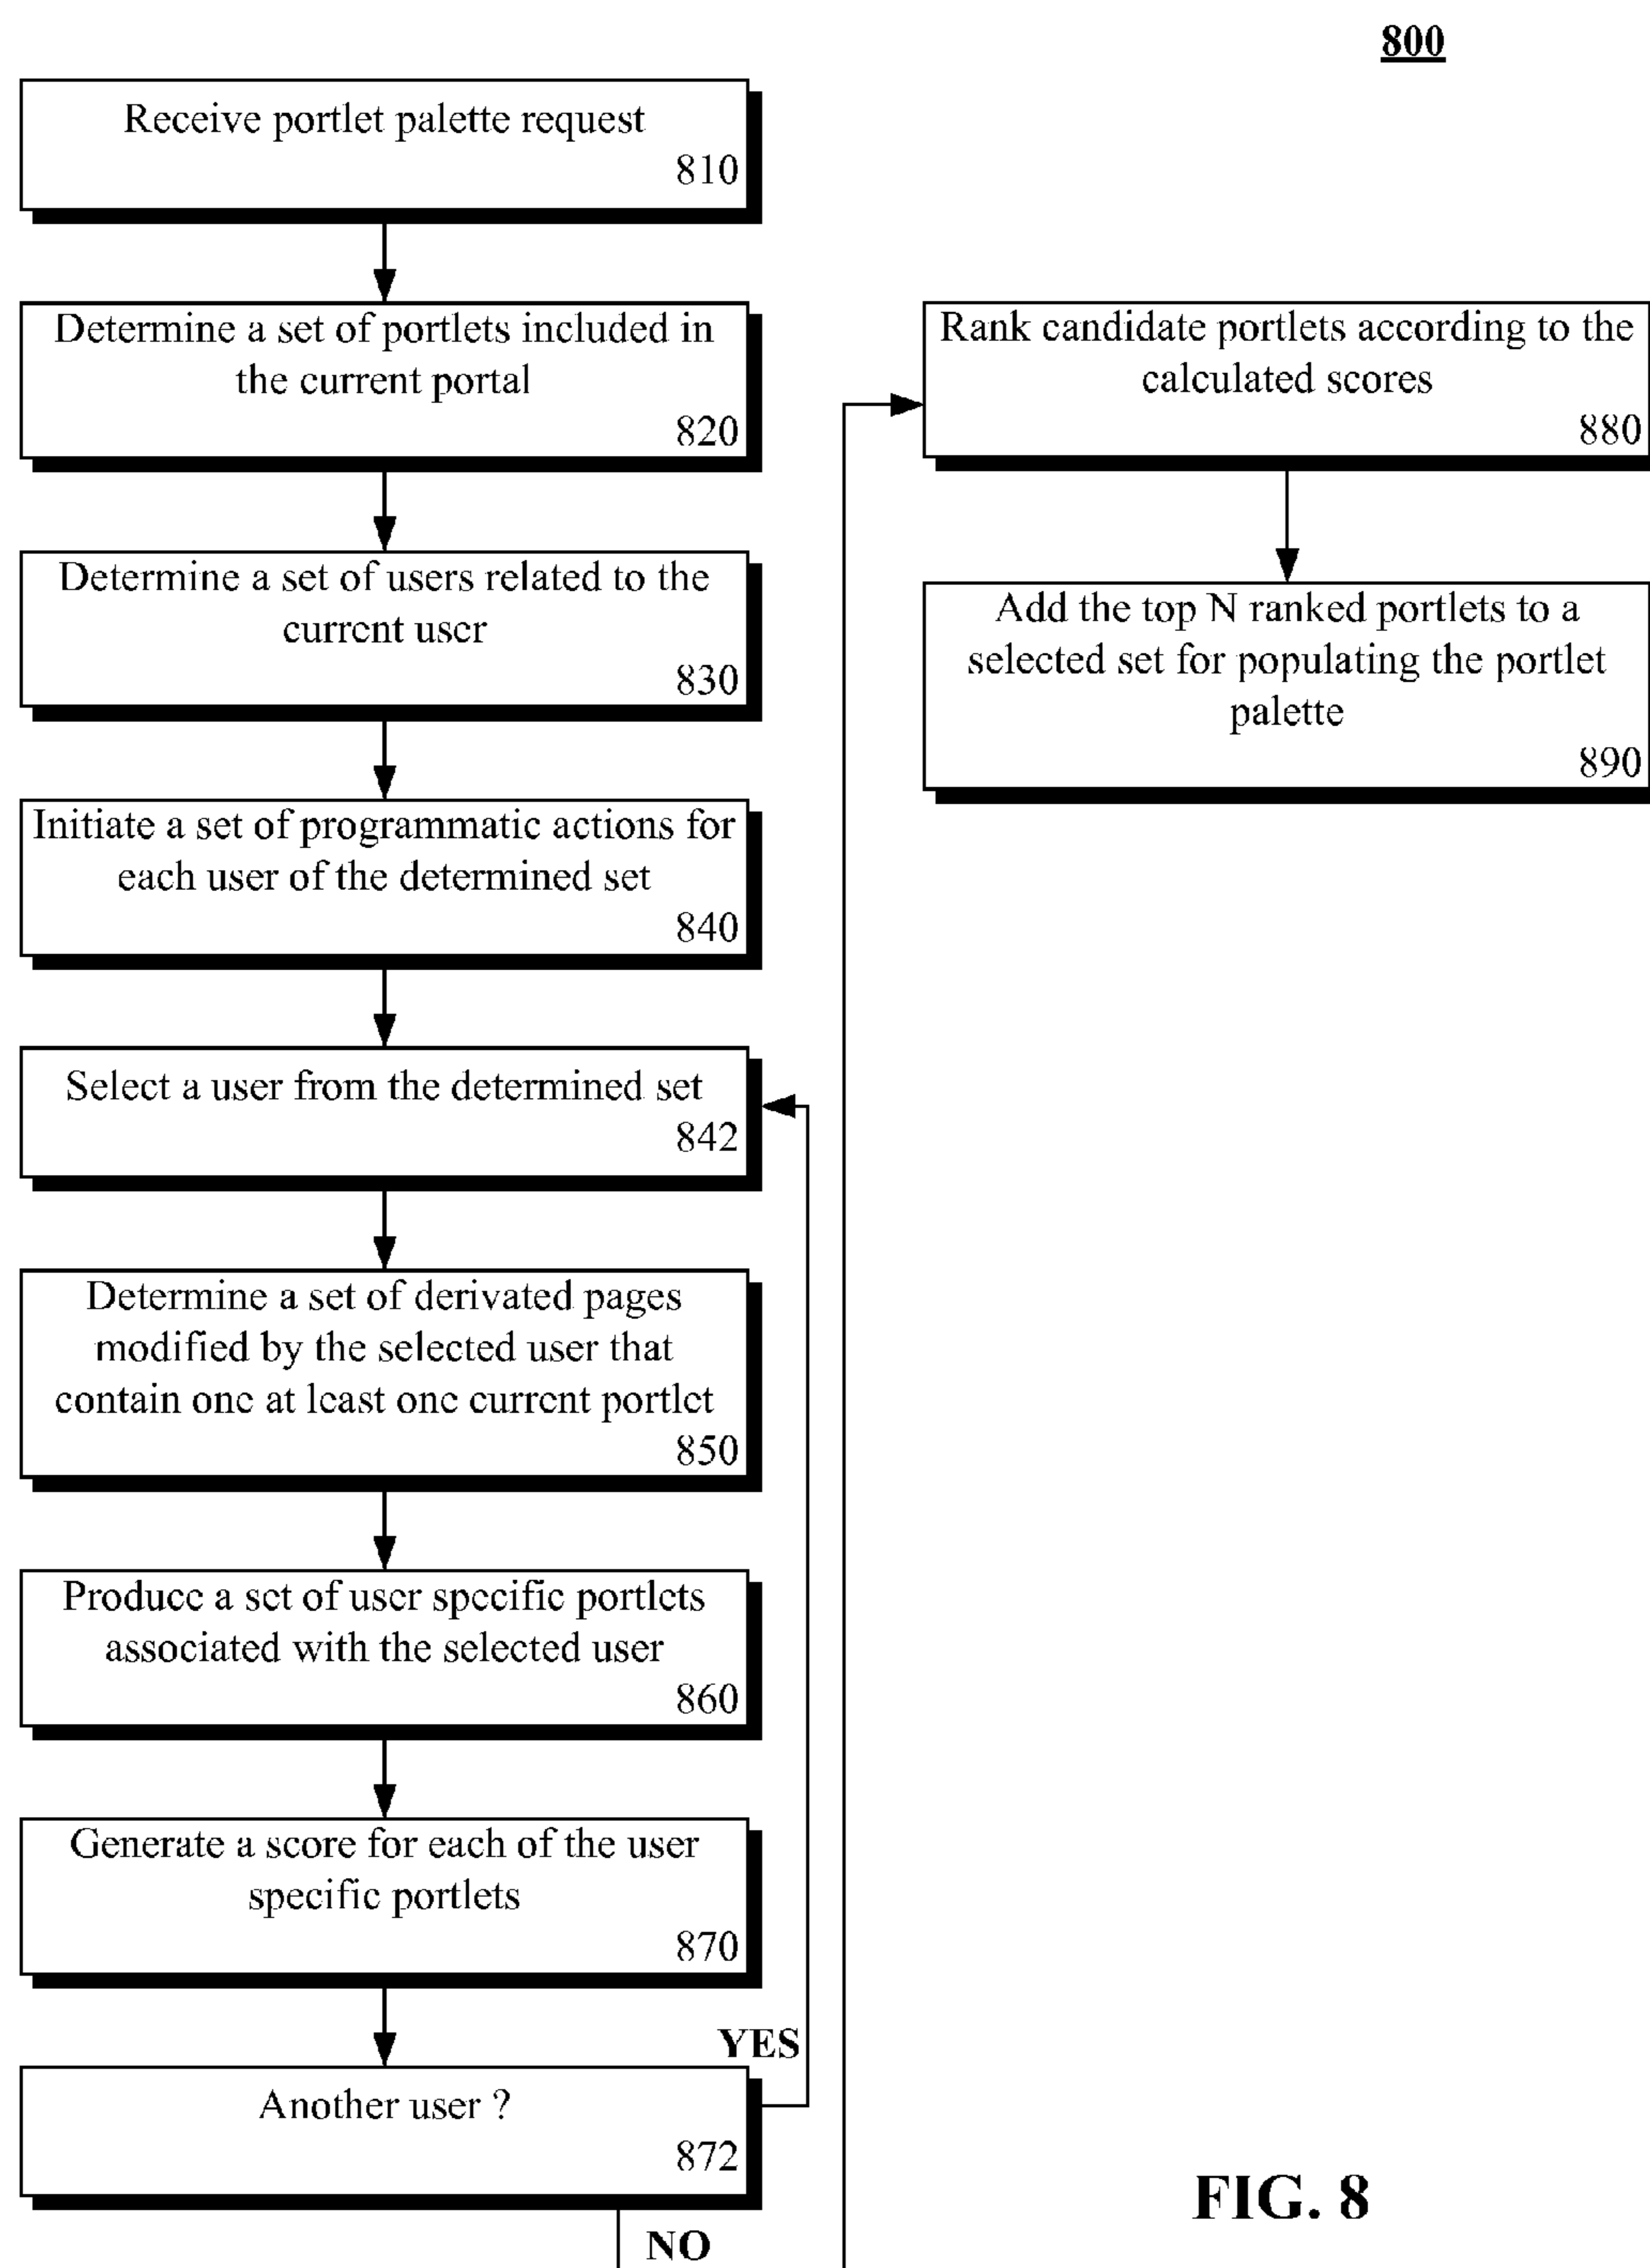 800
Receive portlet palette request
810
Determine a set of portlets included in
the current portal
820
Determine a set of users related to the
current user
830
Initiate a set of programmatic actions for
each user of the determined set
840
Select a user from the determined set
842
Determine a set of derivated pages
modified by the selected user that
contain one at least one current portlet
850
Produce a set of user specific portlets
associated with the selected user
860
Generate a score for each of the user
specific portlets
870
YES
Another user ?
872
NO
Rank candidate portlets according to the
calculated scores
880
Add the top N ranked portlets to a
selected set for populating the portlet
palette
890
FIG. 8